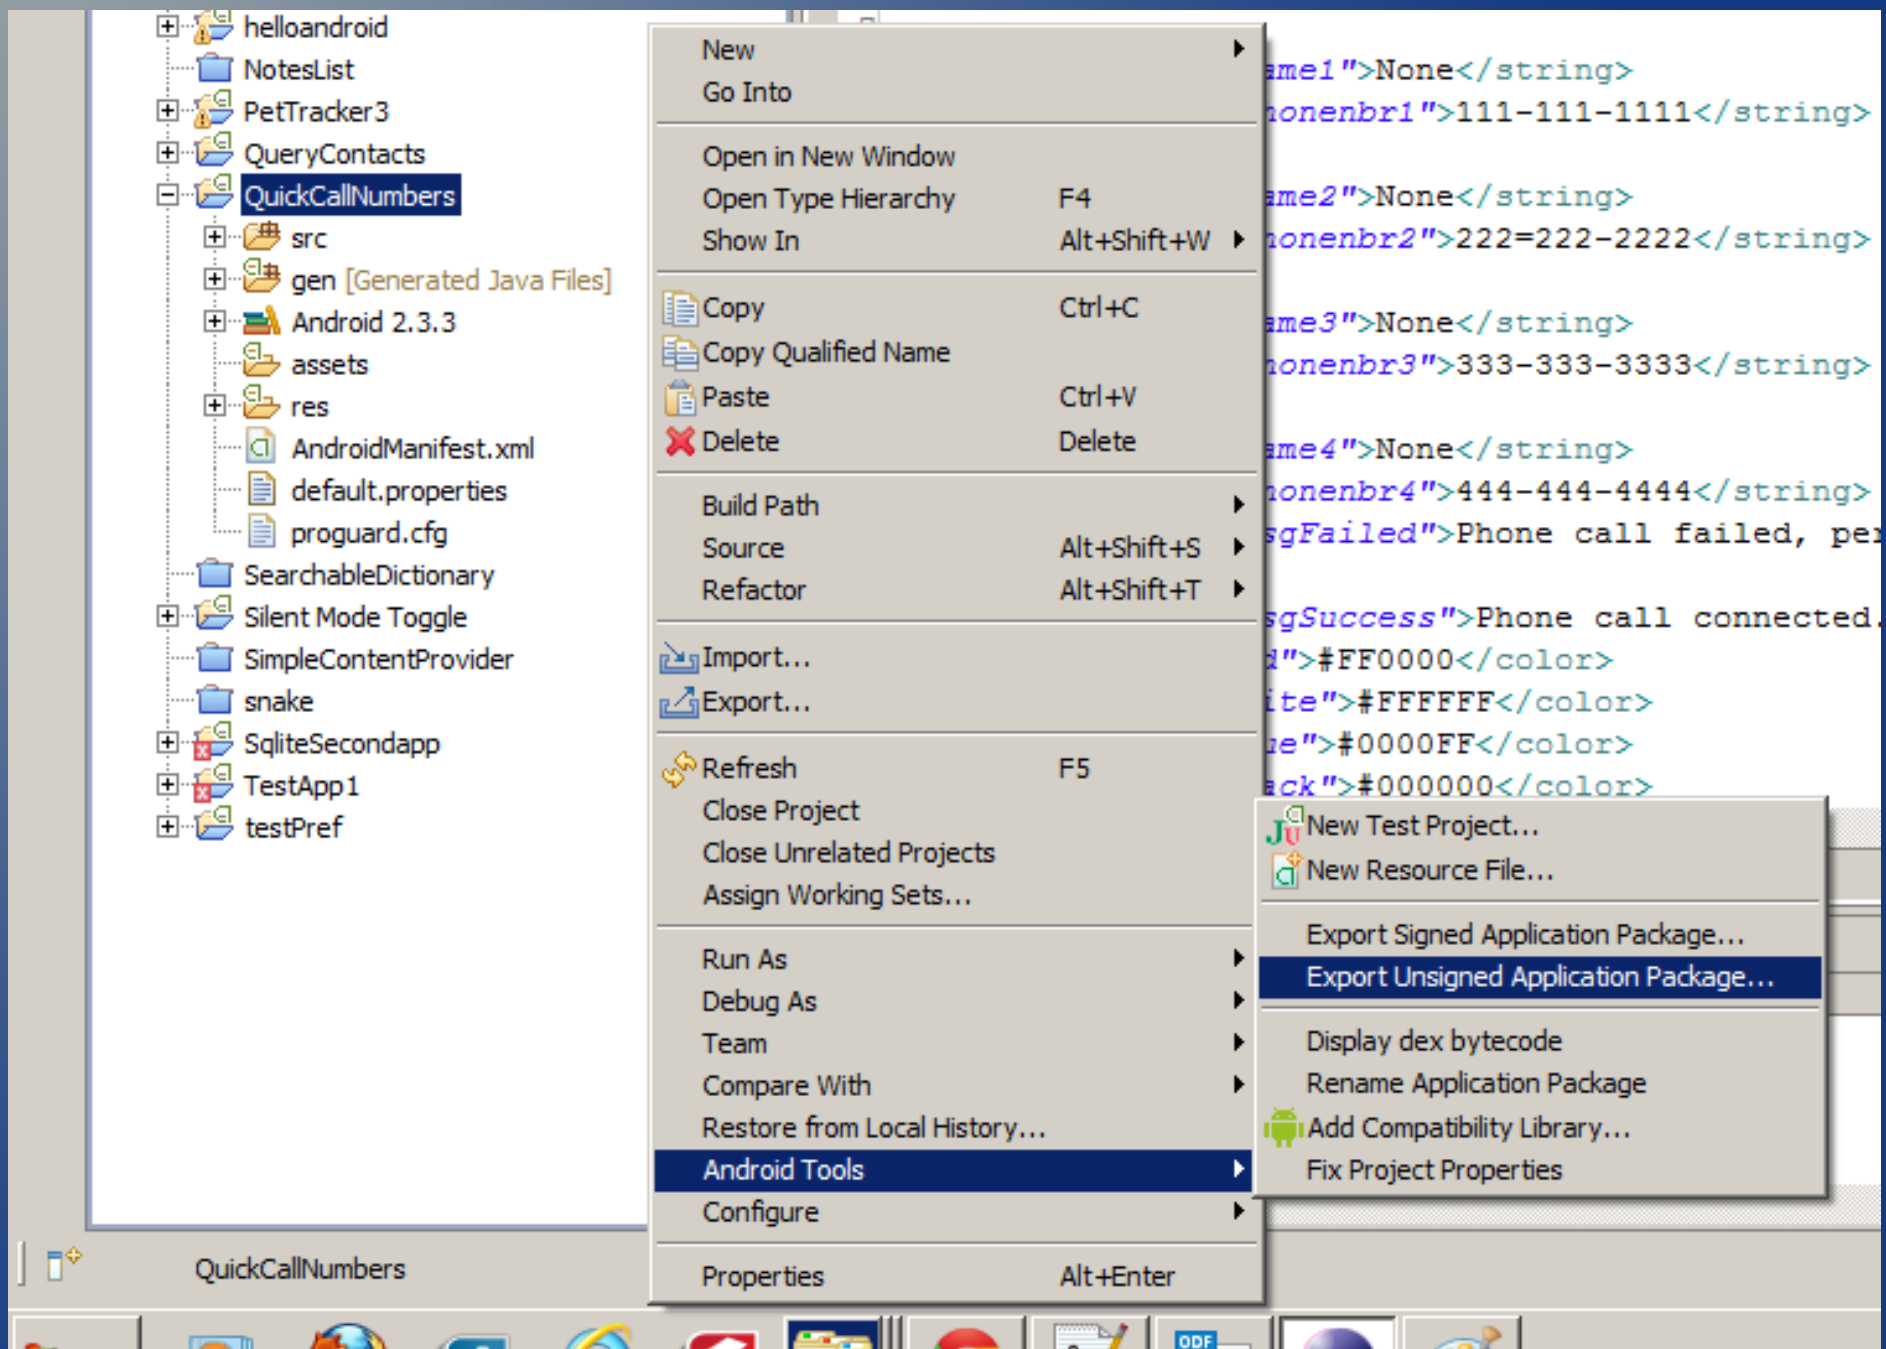 helloandroid
NotesList
PetTracker3
QueryContacts
QuickCallNumbers
src
gen [Generated Java Files]
Android 2.3.3
assets
res
AndroidManifest.xml
default.properties
proguard.cfg
SearchableDictionary
Silent Mode Toggle
SimpleContentProvider
snake
SqliteSecondapp
TestApp1
testPref
New
Go Into
Open in New Window
Open Type Hierarchy F4
Show In Alt+Shift+W
Copy Ctrl+C
Copy Qualified Name
Paste Ctrl+V
Delete Delete
Build Path
Source Alt+Shift+S
Refactor Alt+Shift+T
Import...
Export...
Refresh F5
Close Project
Close Unrelated Projects
Assign Working Sets...
Run As
Debug As
Team
Compare With
Restore from Local History...
Android Tools
Configure
Properties Alt+Enter
ame1">None</string>
honenbr1">111-111-1111</string>
ame2">None</string>
honenbr2">222=222-2222</string>
ame3">None</string>
honenbr3">333-333-3333</string>
ame4">None</string>
honenbr4">444-444-4444</string>
sgFailed">Phone call failed, per
sgSuccess">Phone call connected.
d">#FF0000</color>
ite">#FFFFFF</color>
ue">#0000FF</color>
ack">#000000</color>
New Test Project...
New Resource File...
Export Signed Application Package...
Export Unsigned Application Package...
Display dex bytecode
Rename Application Package
Add Compatibility Library...
Fix Project Properties
QuickCallNumbers
ODF